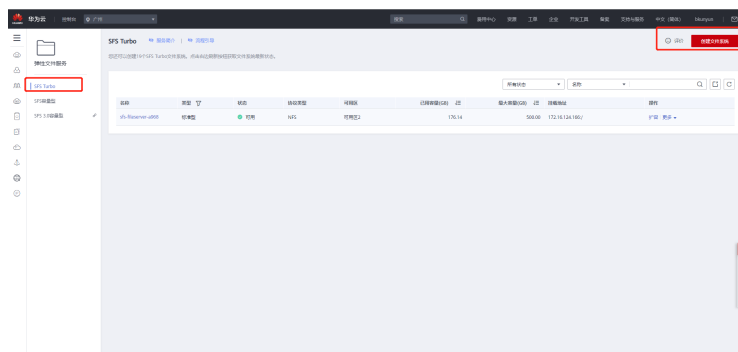 华为云 控制台 广州 搜索 费用中心 资源 工单 企业 开发工具 备案 支持与服务 中文 (简体)
SFS Turbo 评价 创建文件系统
弹性文件服务
SFS Turbo
SFS容量型
SFS 3.0容量型
所有状态 名称
名称 类型 状态 协议类型 可用区 已用容量(GB) 最大容量(GB) 挂载地址 操作
标准型 可用 NFS 可用区2 176.14 500.00 172.16.124.166:/ 扩容 更多